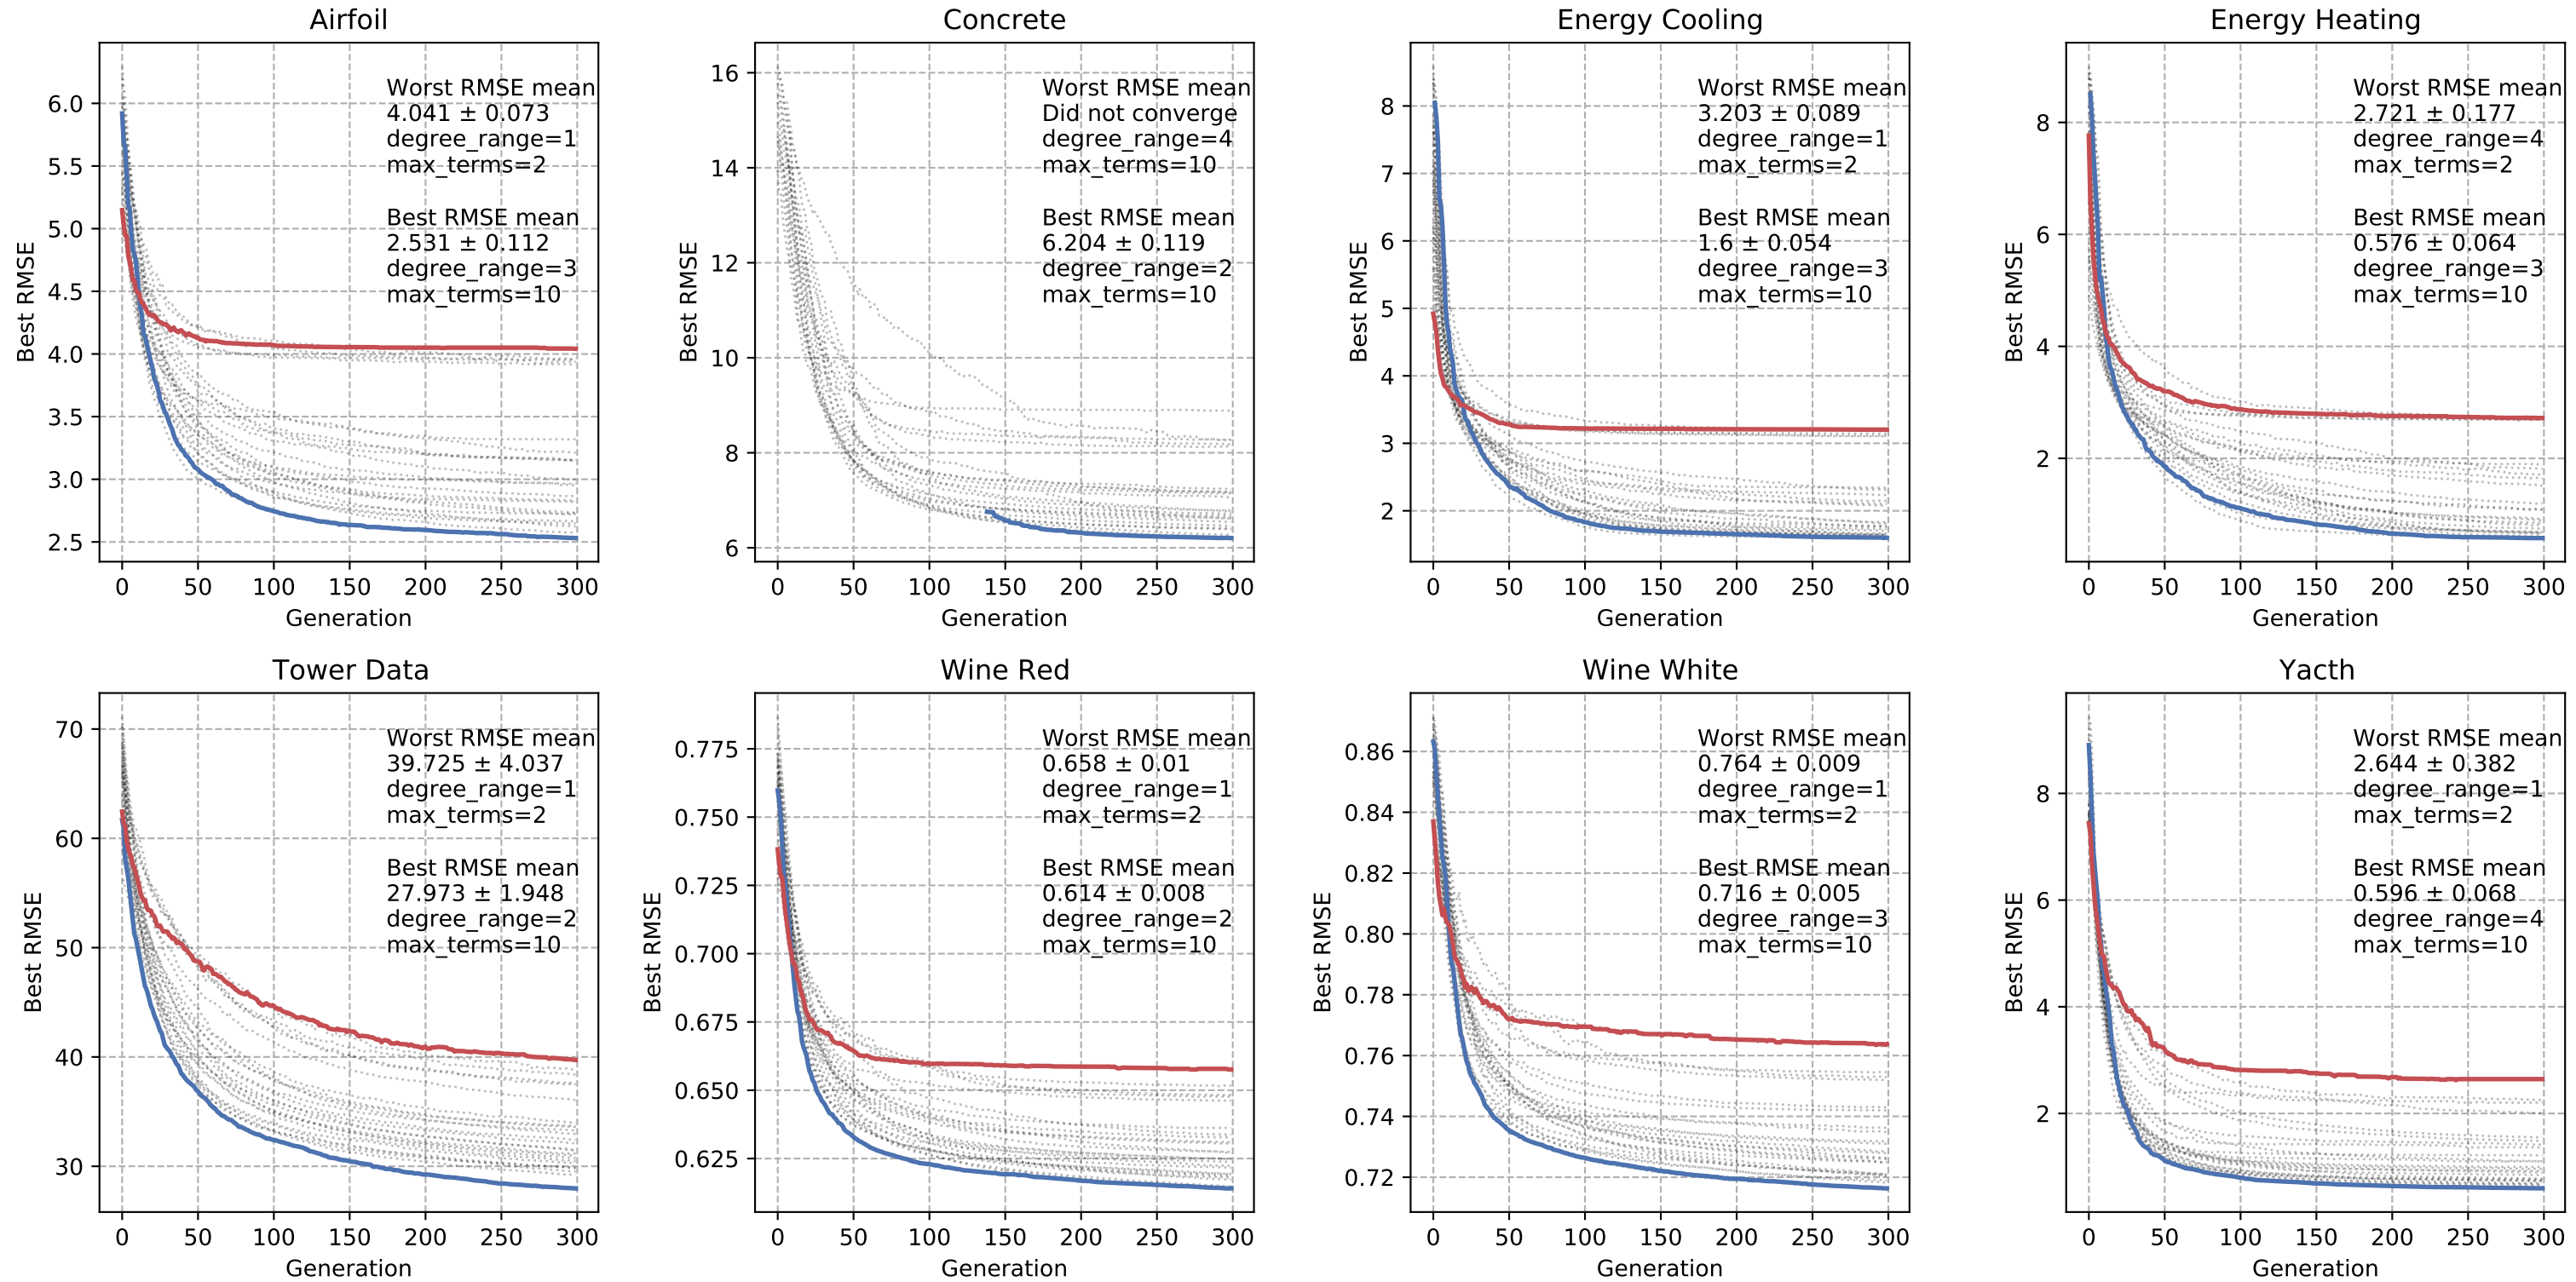 Airfoil
Best RMSE
6.0
5.5
5.0
4.5
4.0
3.5
3.0
2.5
Worst RMSE mean
4.041 ± 0.073
degree_range=1
max_terms=2
Best RMSE mean
2.531 ± 0.112
degree_range=3
max_terms=10
0 50 100 150 200 250 300
Generation
Concrete
Best RMSE
16
14
12
10
8
6
Worst RMSE mean
Did not converge
degree_range=4
max_terms=10
Best RMSE mean
6.204 ± 0.119
degree_range=2
max_terms=10
0 50 100 150 200 250 300
Generation
Energy Cooling
Best RMSE
8
7
6
5
4
3
2
Worst RMSE mean
3.203 ± 0.089
degree_range=1
max_terms=2
Best RMSE mean
1.6 ± 0.054
degree_range=3
max_terms=10
0 50 100 150 200 250 300
Generation
Energy Heating
Best RMSE
8
6
4
2
Worst RMSE mean
2.721 ± 0.177
degree_range=4
max_terms=2
Best RMSE mean
0.576 ± 0.064
degree_range=3
max_terms=10
0 50 100 150 200 250 300
Generation
Tower Data
Best RMSE
70
60
50
40
30
Worst RMSE mean
39.725 ± 4.037
degree_range=1
max_terms=2
Best RMSE mean
27.973 ± 1.948
degree_range=2
max_terms=10
0 50 100 150 200 250 300
Generation
Wine Red
Best RMSE
0.775
0.750
0.725
0.700
0.675
0.650
0.625
Worst RMSE mean
0.658 ± 0.01
degree_range=1
max_terms=2
Best RMSE mean
0.614 ± 0.008
degree_range=2
max_terms=10
0 50 100 150 200 250 300
Generation
Wine White
Best RMSE
0.86
0.84
0.82
0.80
0.78
0.76
0.74
0.72
Worst RMSE mean
0.764 ± 0.009
degree_range=1
max_terms=2
Best RMSE mean
0.716 ± 0.005
degree_range=3
max_terms=10
0 50 100 150 200 250 300
Generation
Yacth
Best RMSE
8
6
4
2
Worst RMSE mean
2.644 ± 0.382
degree_range=1
max_terms=2
Best RMSE mean
0.596 ± 0.068
degree_range=4
max_terms=10
0 50 100 150 200 250 300
Generation